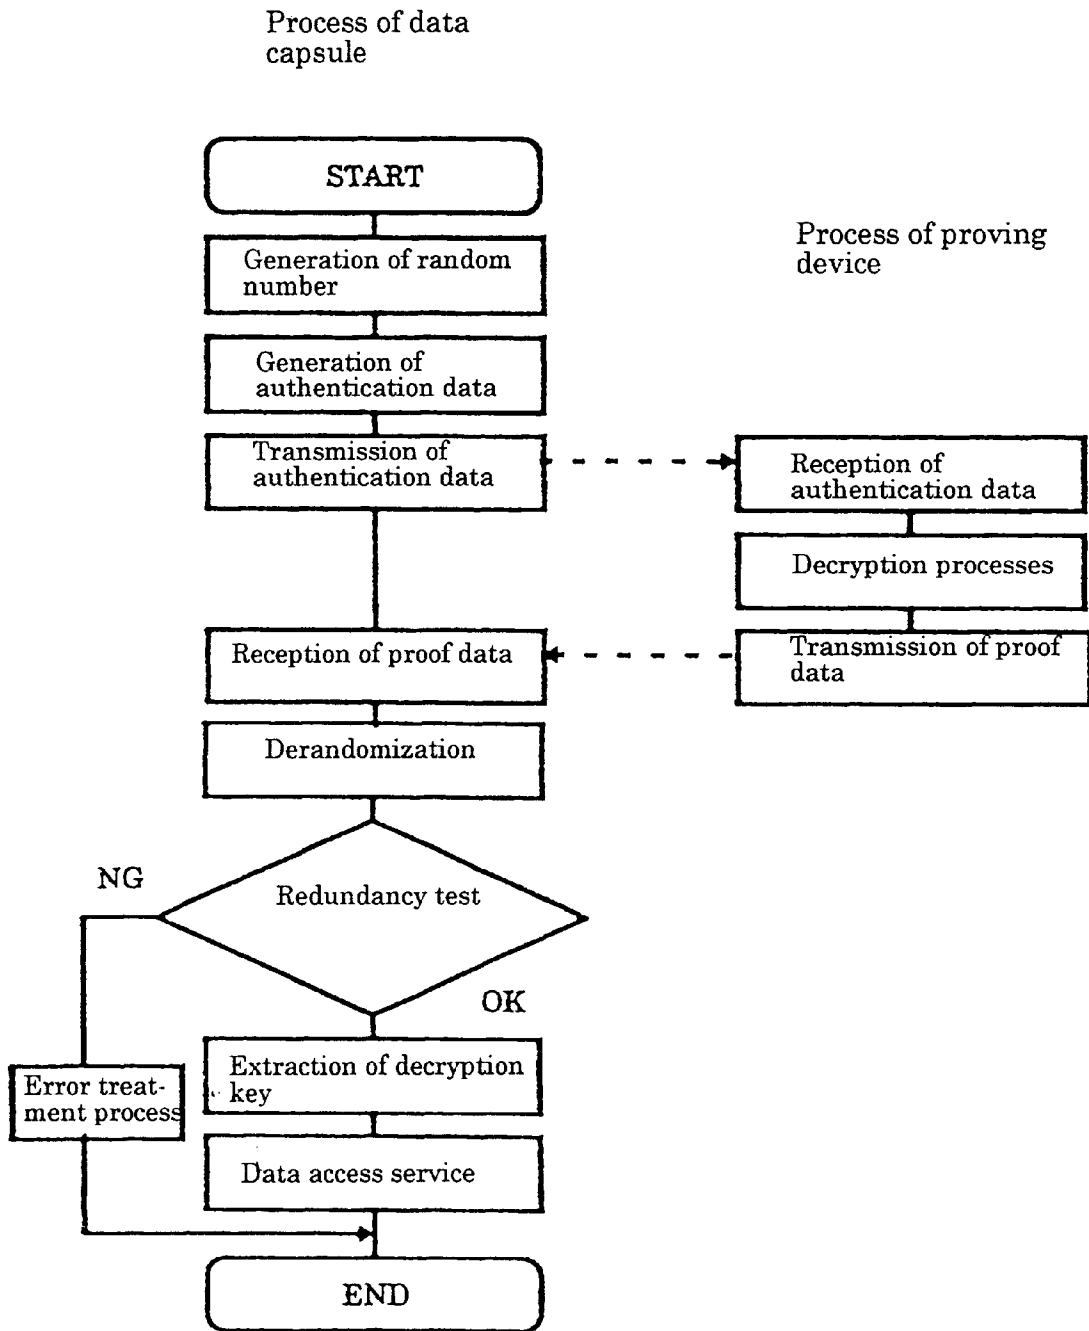 Process of data
capsule
START
Generation of random
number
Generation of
authentication data
Transmission of
authentication data
Reception of proof data
Derandomization
NG
Redundancy test
OK
Extraction of decryption
key
Error treat-
ment process
Data access service
END
Process of proving
device
Reception of
authentication data
Decryption processes
Transmission of proof
data